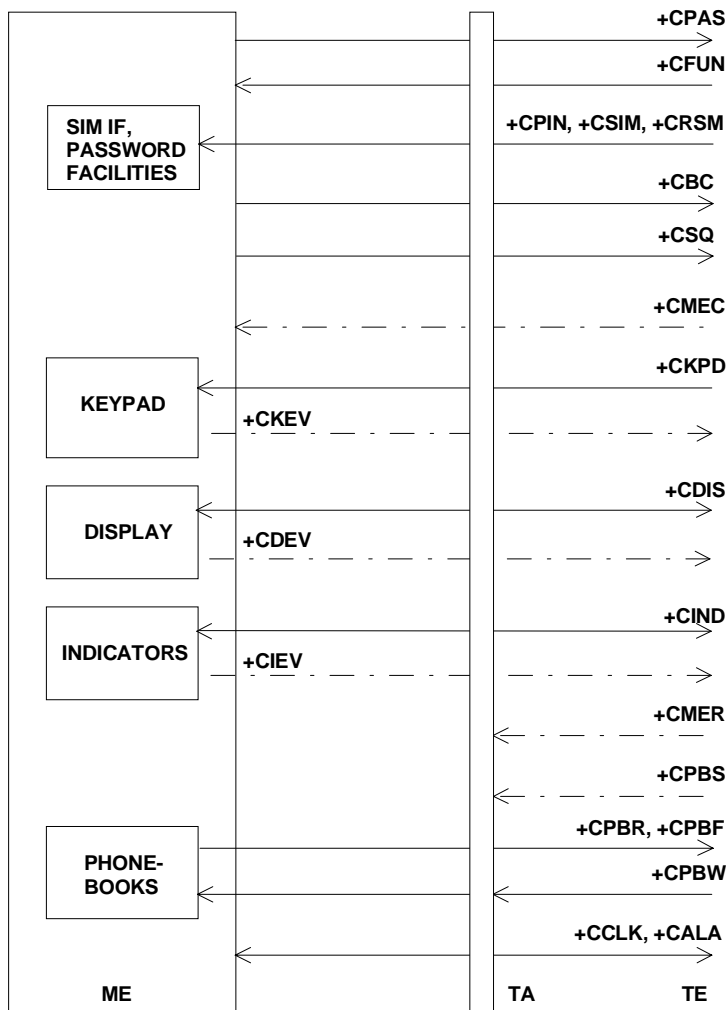 +CPAS
+CFUN
SIM IF,
PASSWORD
FACILITIES
+CPIN, +CSIM, +CRSM
+CBC
+CSQ
+CMEC
+CKPD
KEYPAD
+CKEV
+CDIS
DISPLAY
+CDEV
+CIND
INDICATORS
+CIEV
+CMER
+CPBS
+CPBR, +CPBF
PHONE-
BOOKS
+CPBW
+CCLK, +CALA
ME
TA
TE